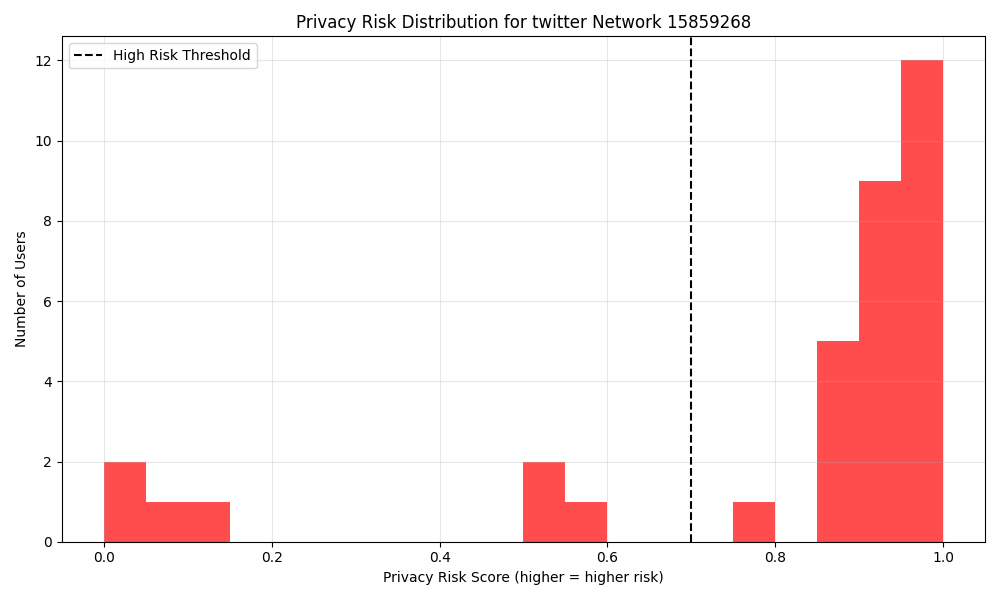 Privacy Risk Distribution for twitter Network 15859268
High Risk Threshold
12
10
8
6
4
2
0
0.0 0.2 0.4 0.6 0.8 1.0
Number of Users
Privacy Risk Score (higher = higher risk)